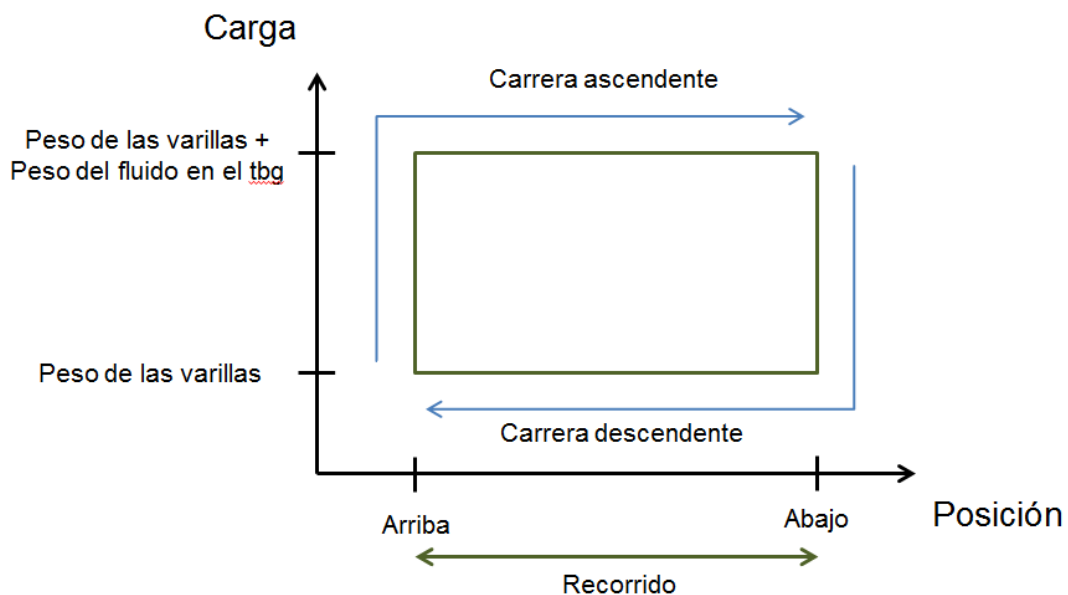 Carga
Carrera ascendente
Peso de las varillas +
Peso del fluido en el tbg
Peso de las varillas
Carrera descendente
Arriba
Abajo
Posición
Recorrido